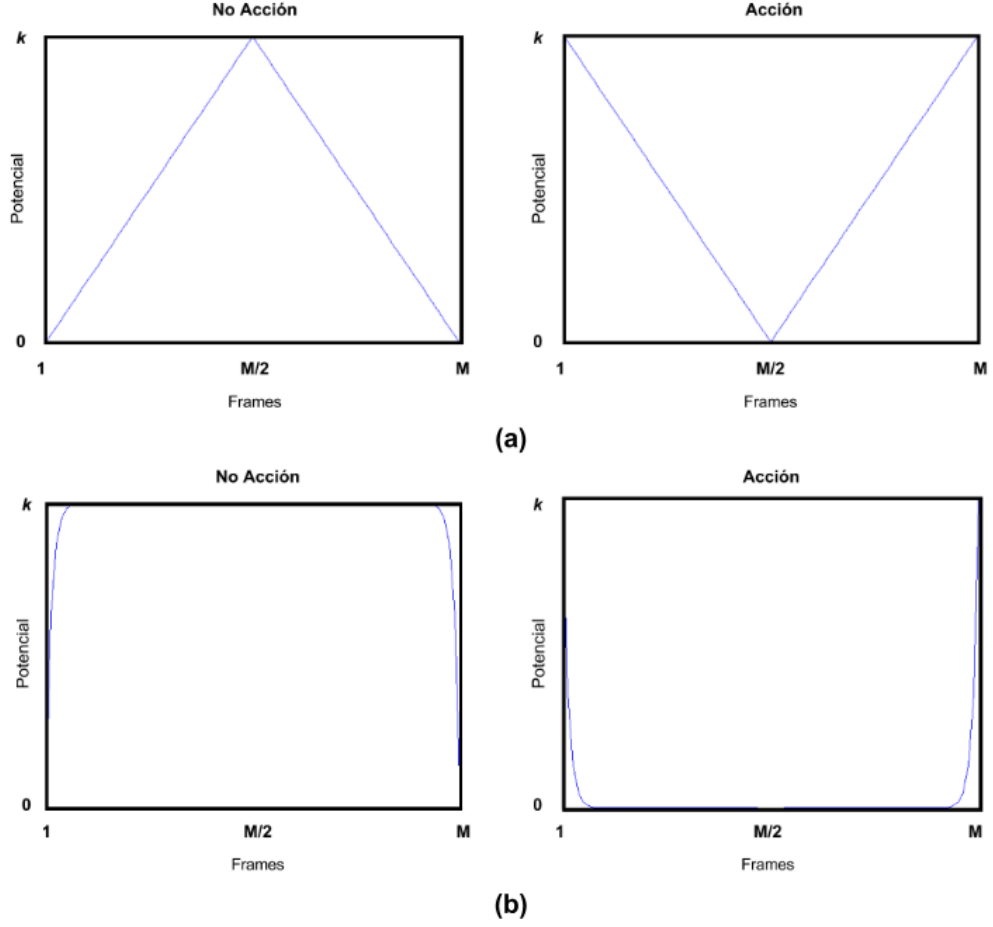 No Acción
Acción
k
k
Potencial
Potencial
0
0
1
M/2
M
1
M/2
M
Frames
Frames
(a)
No Acción
Acción
k
k
Potencial
Potencial
0
0
1
M/2
M
1
M/2
M
Frames
Frames
(b)